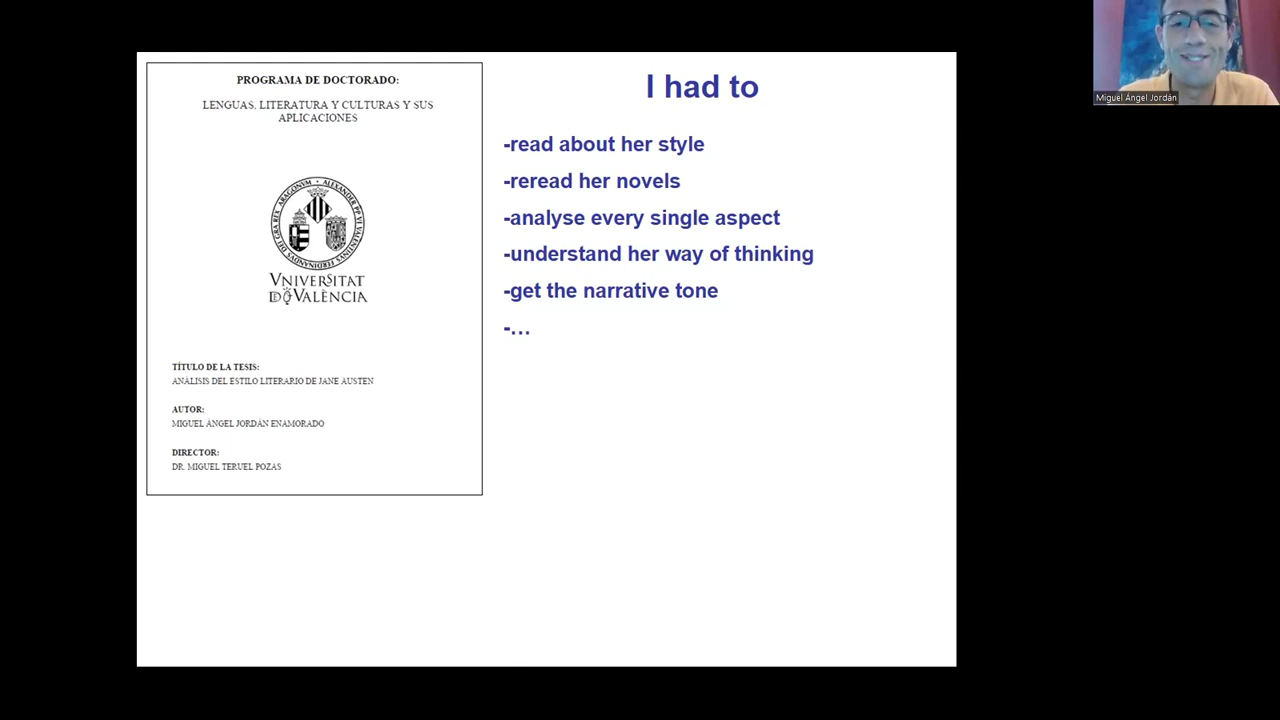 PROGRAMA DE DOCTORADO:
LENGUAS, LITERATURA Y CULTURAS Y SUS
APLICACIONES
VNIVERSITAT
D VALÈNCIA
TÍTULO DE LA TESIS:
ANÁLISIS DEL ESTILO LITERARIO DE JANE AUSTEN
AUTOR:
MIGUEL ÁNGEL JORDÁN ENAMORADO
DIRECTOR:
DR. MIGUEL TERUEL POZAS
I had to
-read about her style
-reread her novels
-analyse every single aspect
-understand her way of thinking
-get the narrative tone
-…
Miguel Ángel Jordán